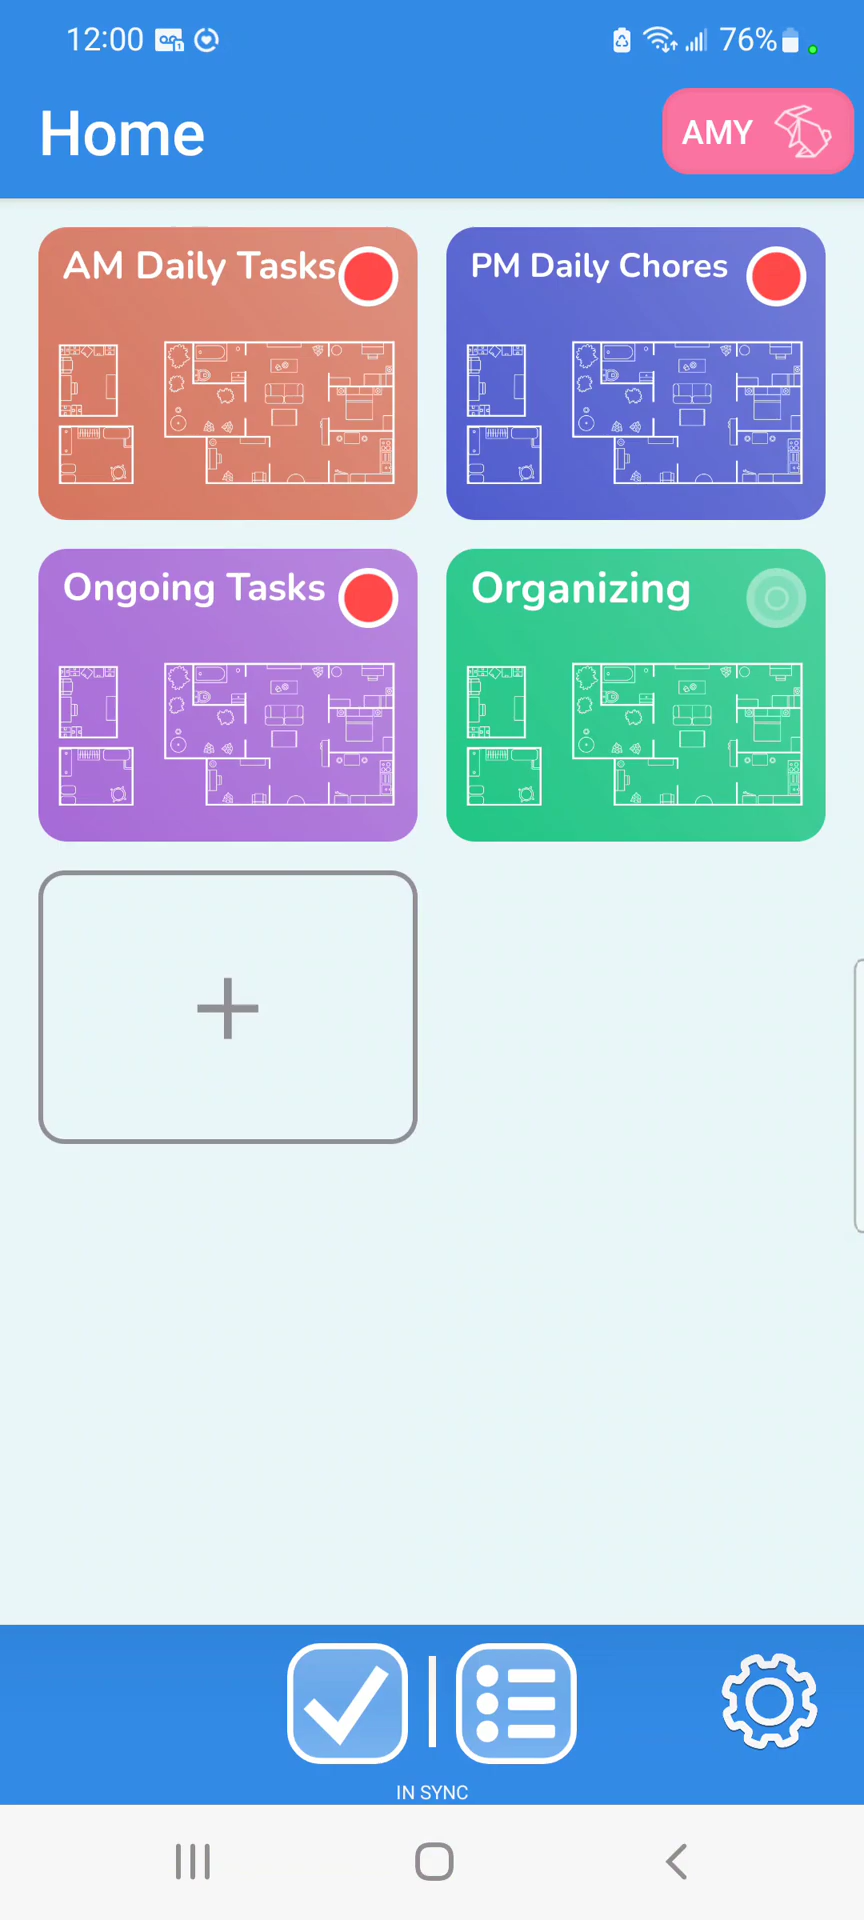 12:00
76%
Home
AMY
AM Daily Tasks
PM Daily Chores
Ongoing Tasks
Organizing
IN SYNC